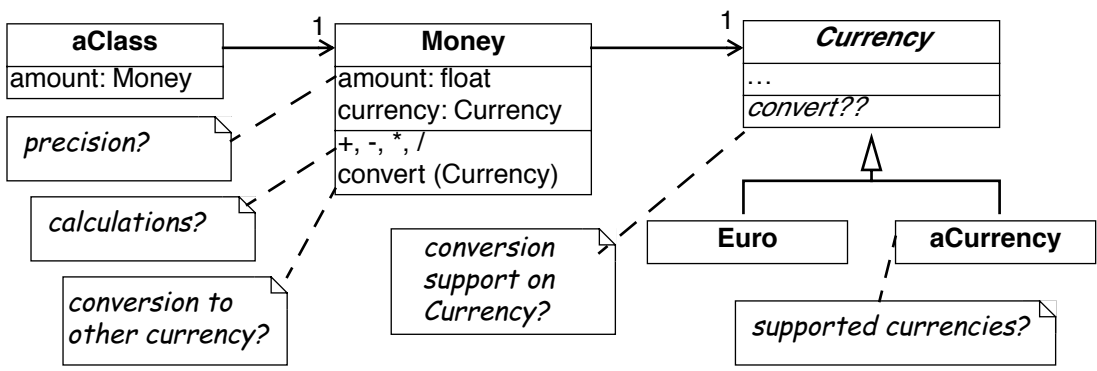 aClass
amount: Money
1
Money
amount: float
currency: Currency
+, -, *, /
convert (Currency)
1
Currency
...
convert??
precision?
calculations?
conversion to
other currency?
conversion
support on
Currency?
Euro
aCurrency
supported currencies?